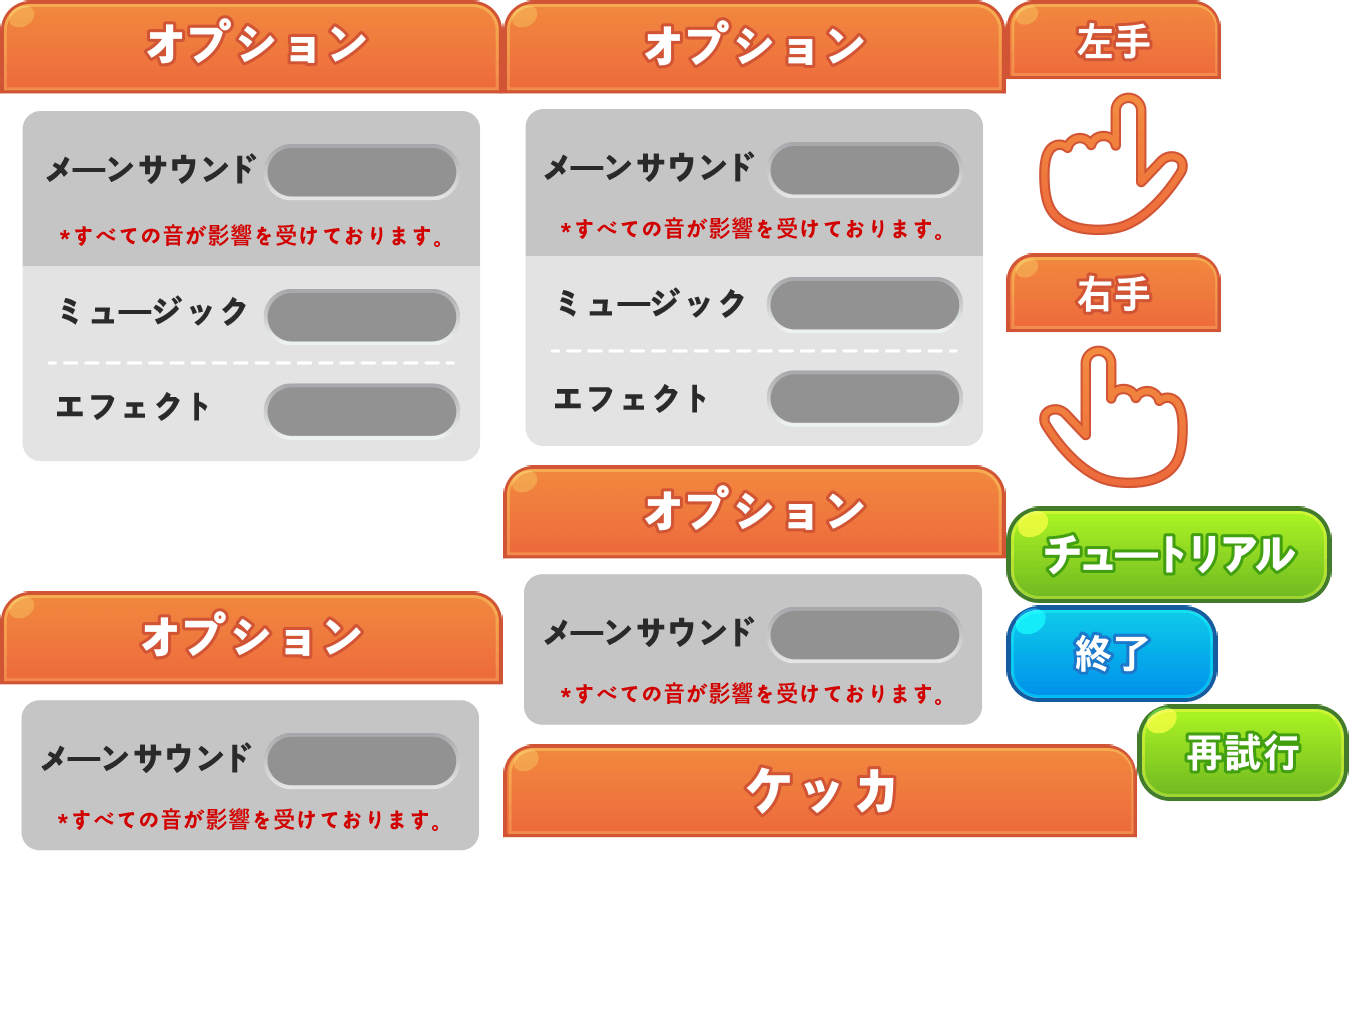 オプション
メーンサウンド
*すべての音が影響を受けております。
ミュージック
エフェクト
オプション
メーンサウンド
*すべての音が影響を受けております。
オプション
メーンサウンド
*すべての音が影響を受けております。
ミュージック
エフェクト
オプション
メーンサウンド
*すべての音が影響を受けております。
ケッカ
左手
右手
チュートリアル
終了
再試行